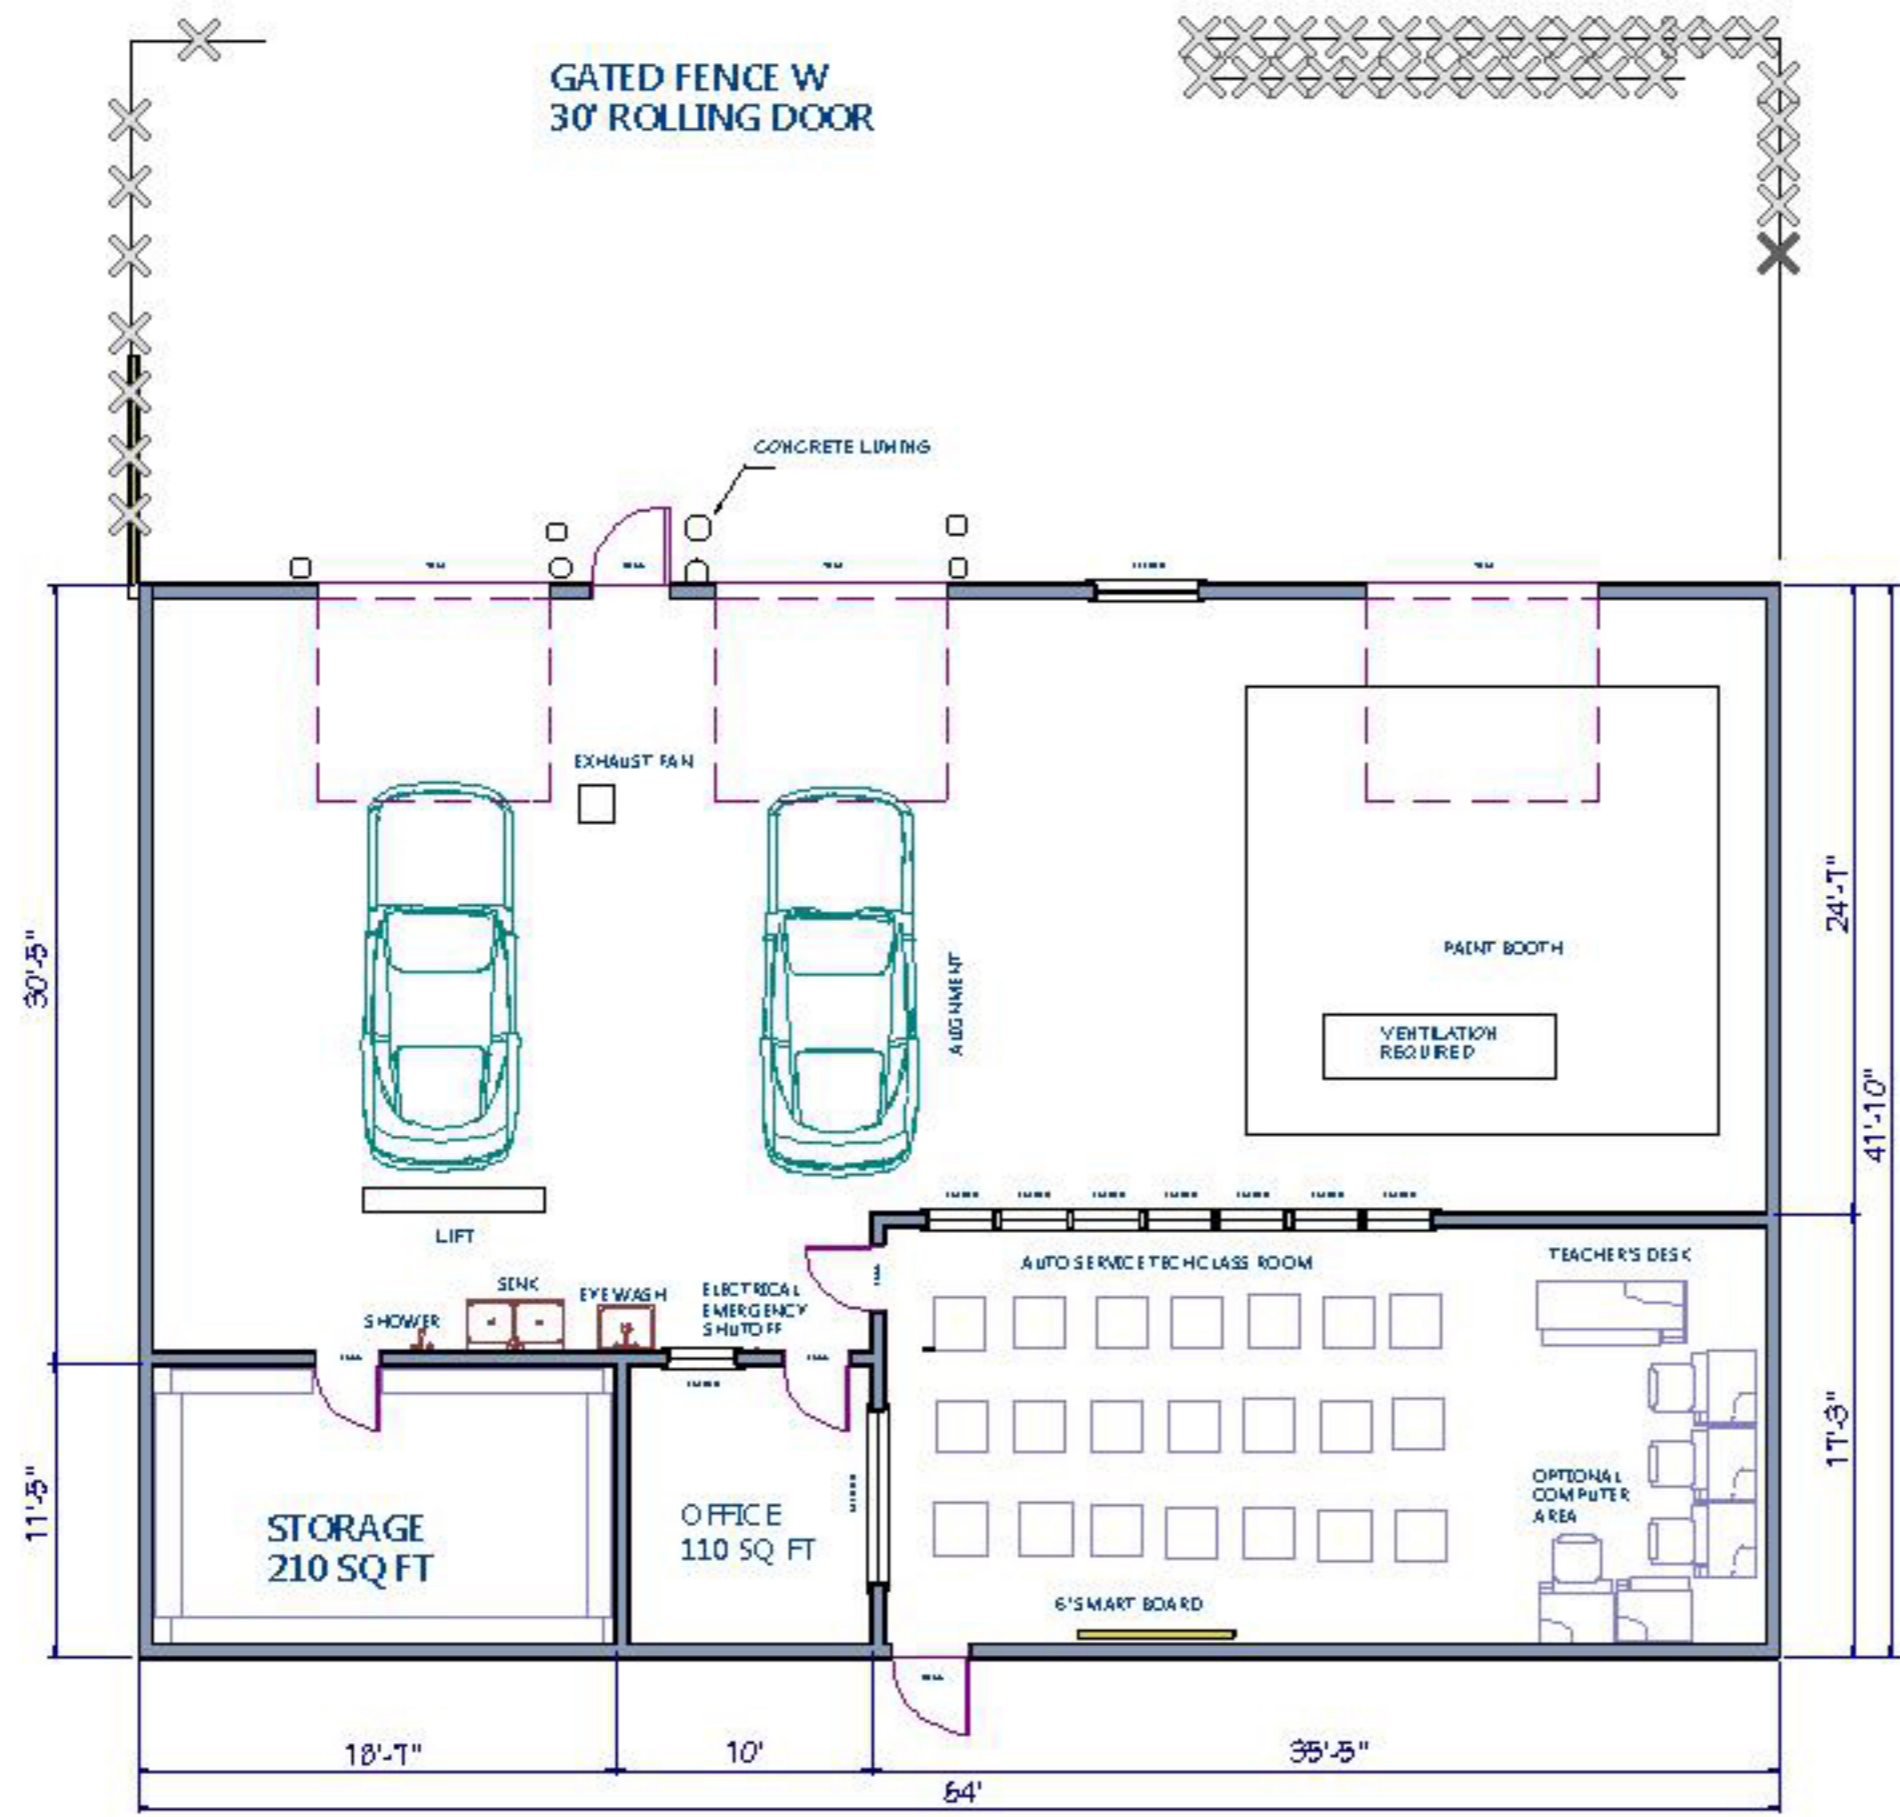 GATED FENCE W
30' ROLLING DOOR
CONCRETE
EXHAUST FAN
ALIGNMENT
PAINT BOOTH
VENTILATION
REQUIRED
30'-5"
24'-7"
41'-10"
LIFT
SHOWER
SINK
EYE WASH
ELECTRICAL
EMERGENCY
SHUTOFF
AUTO SERVICE TECH CLASS ROOM
TEACHER'S DESK
OPTIONAL
COMPUTER
AREA
17'-3"
11'-5"
STORAGE
210 SQ FT
OFFICE
110 SQ FT
6' SMART BOARD
18'-7"
10'
35'-5"
64'